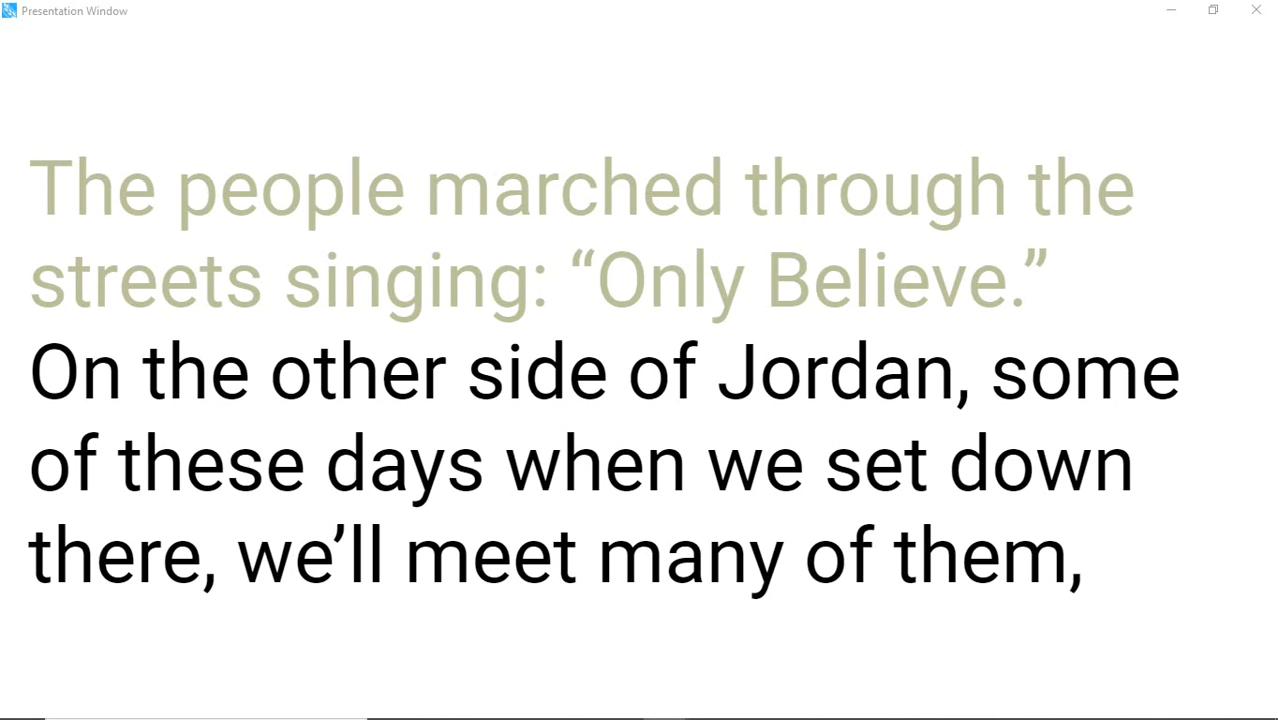 Presentation Window
The people marched through the
streets singing: “Only Believe.”
On the other side of Jordan, some
of these days when we set down
there, we’ll meet many of them,